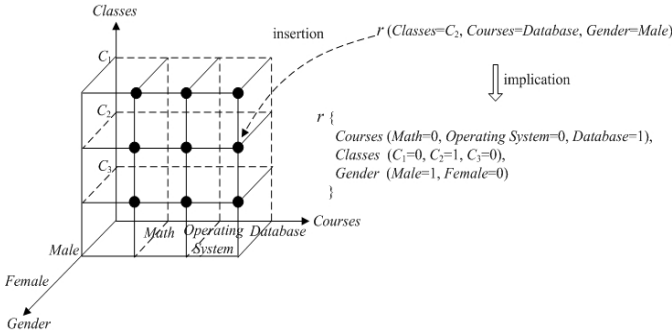 Classes
insertion
r (Classes=C2, Courses=Database, Gender=Male)
implication
C1
C2
C3
r {
Courses (Math=0, Operating System=0, Database=1),
Classes (C1=0, C2=1, C3=0),
Gender (Male=1, Female=0)
}
Courses
Math
Operating
System
Database
Male
Female
Gender